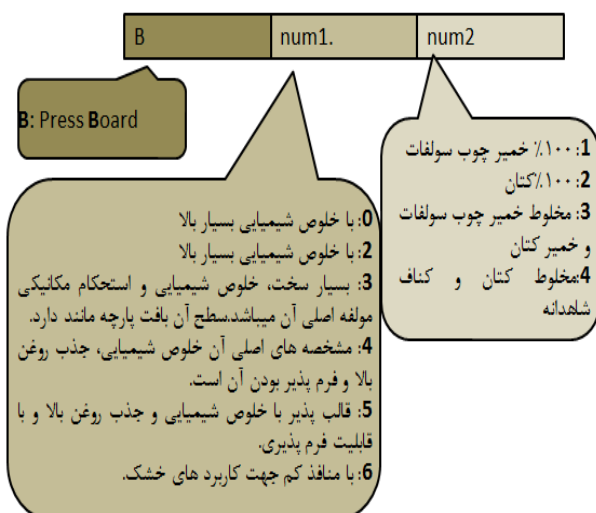 B num1. num2
B: Press Board
1: ۱۰۰٪ خمیر چوب سولفات
2: ۱۰۰٪ کتان
3: مخلوط خمیر چوب سولفات
و خمیر کتان
4:مخلوط کتان و کناف
شاهدانه
0: با خلوص شیمیایی بسیار بالا
2: با خلوص شیمیایی بسیار بالا
3: بسیار سخت، خلوص شیمیایی و استحکام مکانیکی
مولفه اصلی آن میباشد.سطح آن بافت پارچه مانند دارد.
4: مشخصه های اصلی آن خلوص شیمیایی، جذب روغن
بالا و فرم پذیر بودن آن است.
5: قالب پذیر با خلوص شیمیایی و جذب روغن بالا و با
قابلیت فرم پذیری.
6: با منافذ کم جهت کاربرد های خشک.